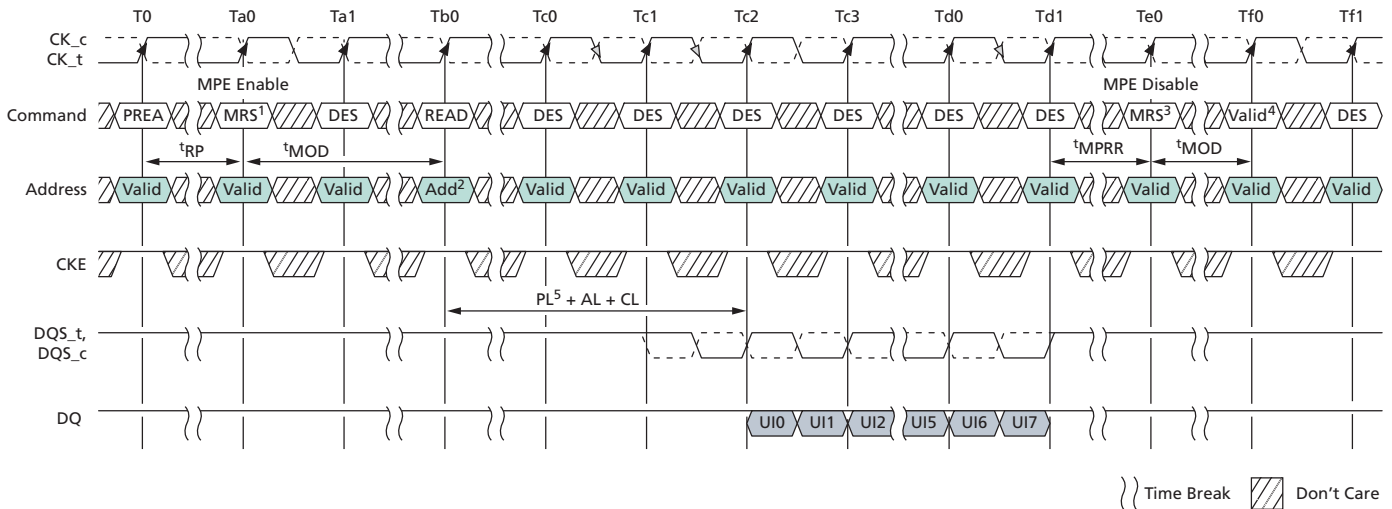 T0 Ta0 Ta1 Tb0 Tc0 Tc1 Tc2 Tc3 Td0 Td1 Te0 Tf0 Tf1
CK_c
CK_t
MPE Enable MPE Disable
Command PREA MRS¹ DES READ DES DES DES DES DES DES MRS³ Valid⁴ DES
tRP tMOD tMPRR tMOD
Address Valid Valid Valid Add² Valid Valid Valid Valid Valid Valid Valid Valid Valid
CKE
PL⁵ + AL + CL
DQS_t,
DQS_c
DQ UI0 UI1 UI2 UI5 UI6 UI7
Time Break Don't Care